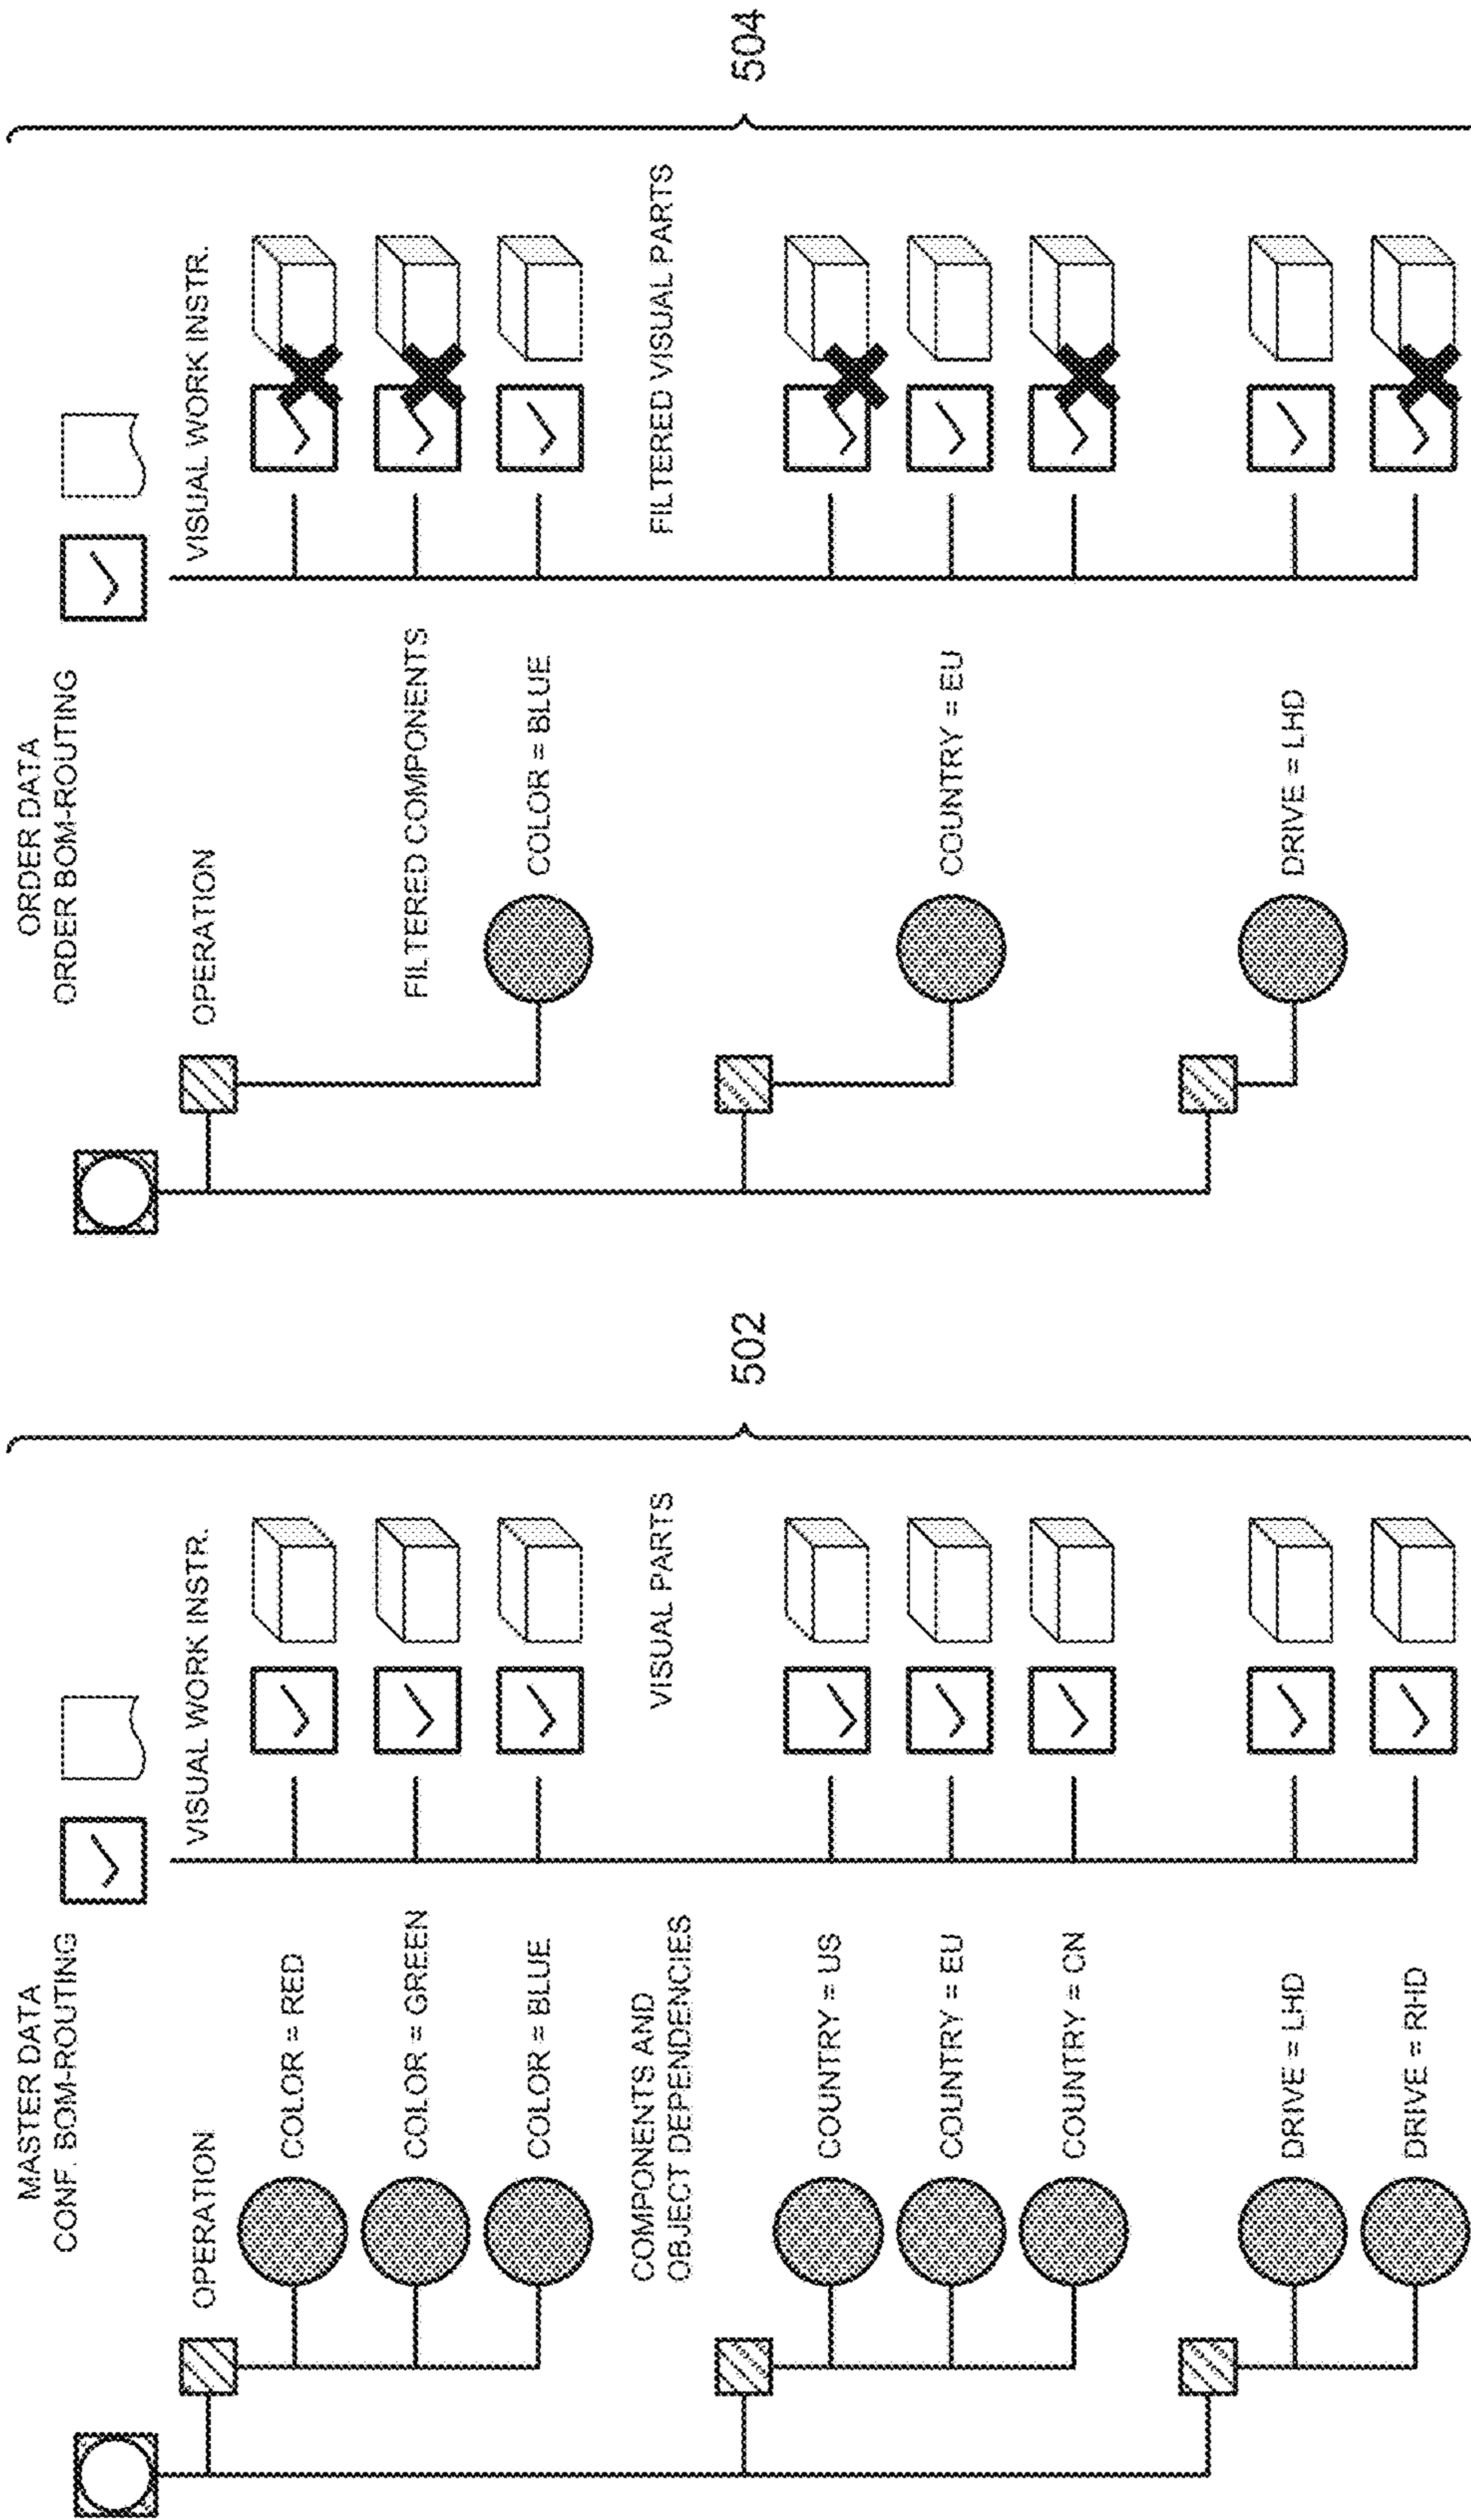 MASTER DATA
CONF. BOM-ROUTING
OPERATION
VISUAL WORK INSTR.
COLOR = RED
COLOR = GREEN
COLOR = BLUE
COMPONENTS AND
OBJECT DEPENDENCIES
VISUAL PARTS
COUNTRY = US
COUNTRY = EU
COUNTRY = CN
DRIVE = LHD
DRIVE = RHD
502
ORDER DATA
ORDER BOM-ROUTING
OPERATION
VISUAL WORK INSTR.
FILTERED COMPONENTS
COLOR = BLUE
FILTERED VISUAL PARTS
COUNTRY = EU
DRIVE = LHD
504